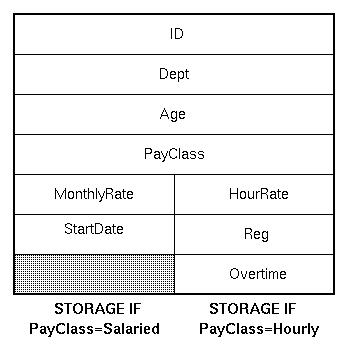 ID
Dept
Age
PayClass
MonthlyRate HourRate
StartDate Reg
Overtime
STORAGE IF STORAGE IF
PayClass=Salaried PayClass=Hourly